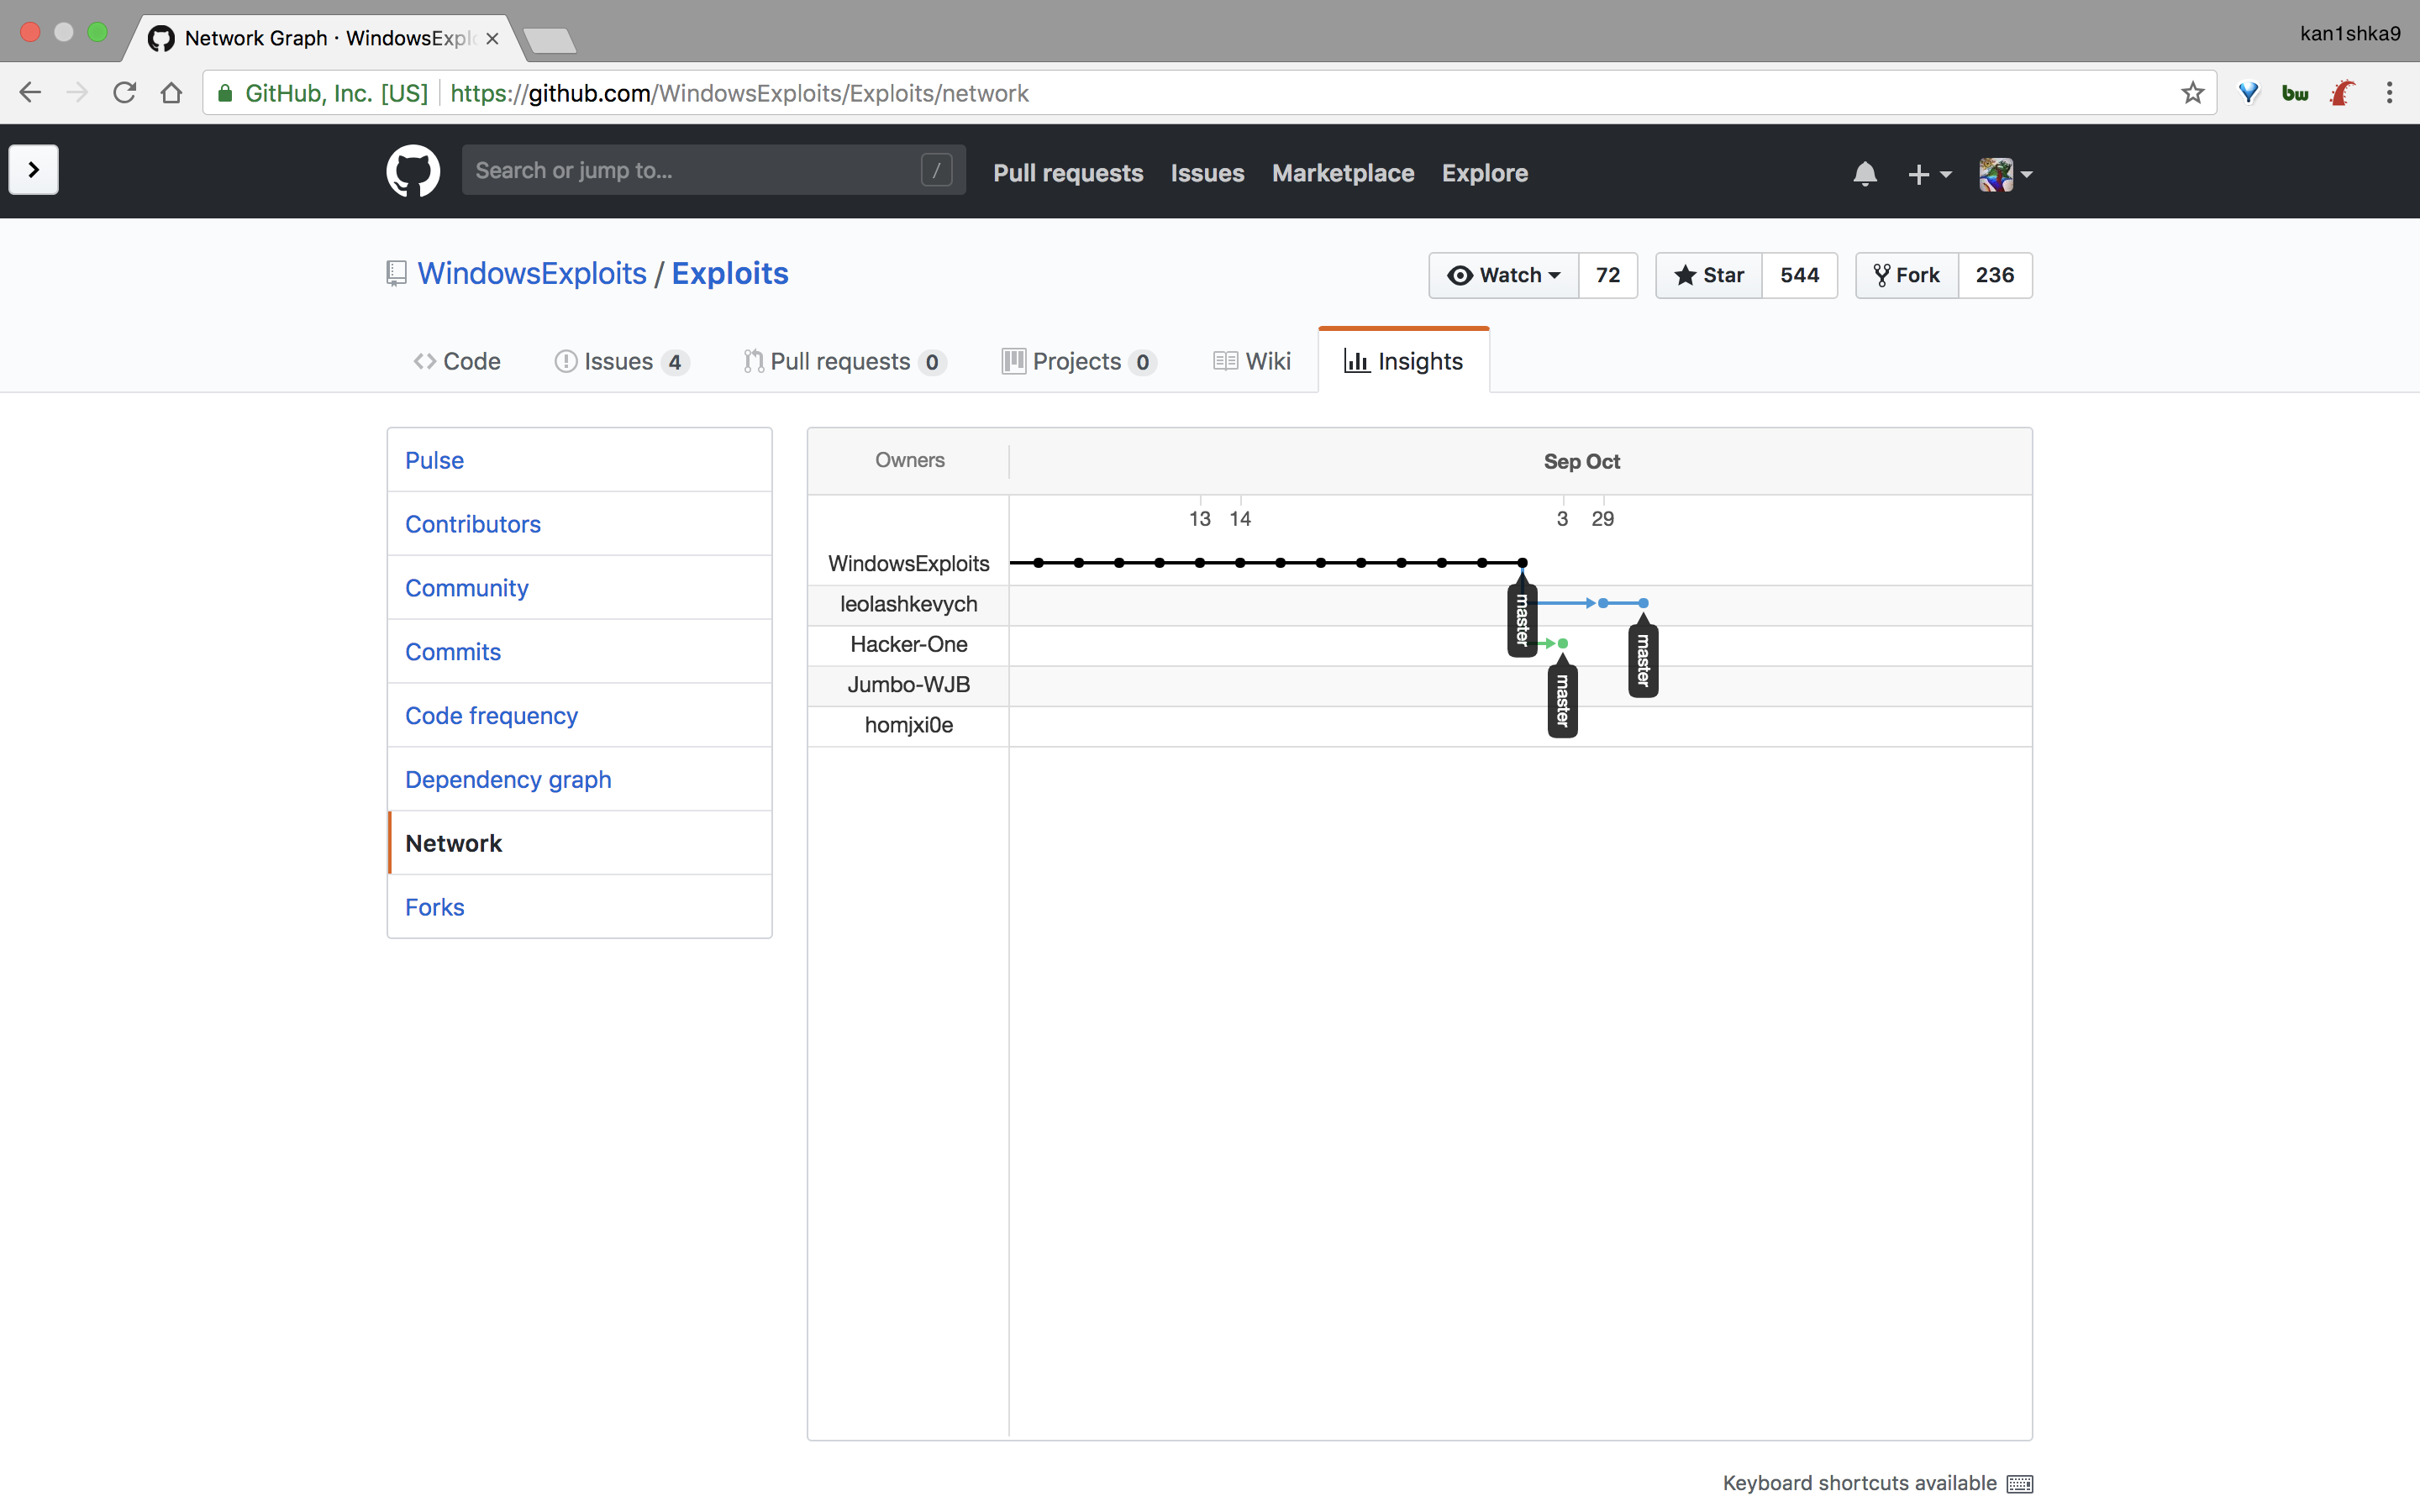 Network Graph · WindowsExpl
kan1shka9
GitHub, Inc. [US] https://github.com/WindowsExploits/Exploits/network
bw
Search or jump to... / Pull requests Issues Marketplace Explore
WindowsExploits / Exploits
Watch 72 Star 544 Fork 236
Code Issues 4 Pull requests 0 Projects 0 Wiki Insights
Pulse
Contributors
Community
Commits
Code frequency
Dependency graph
Network
Forks
Owners Sep Oct
13 14 3 29
WindowsExploits
leolashkevych
Hacker-One
Jumbo-WJB
homjxi0e
master
master
master
Keyboard shortcuts available